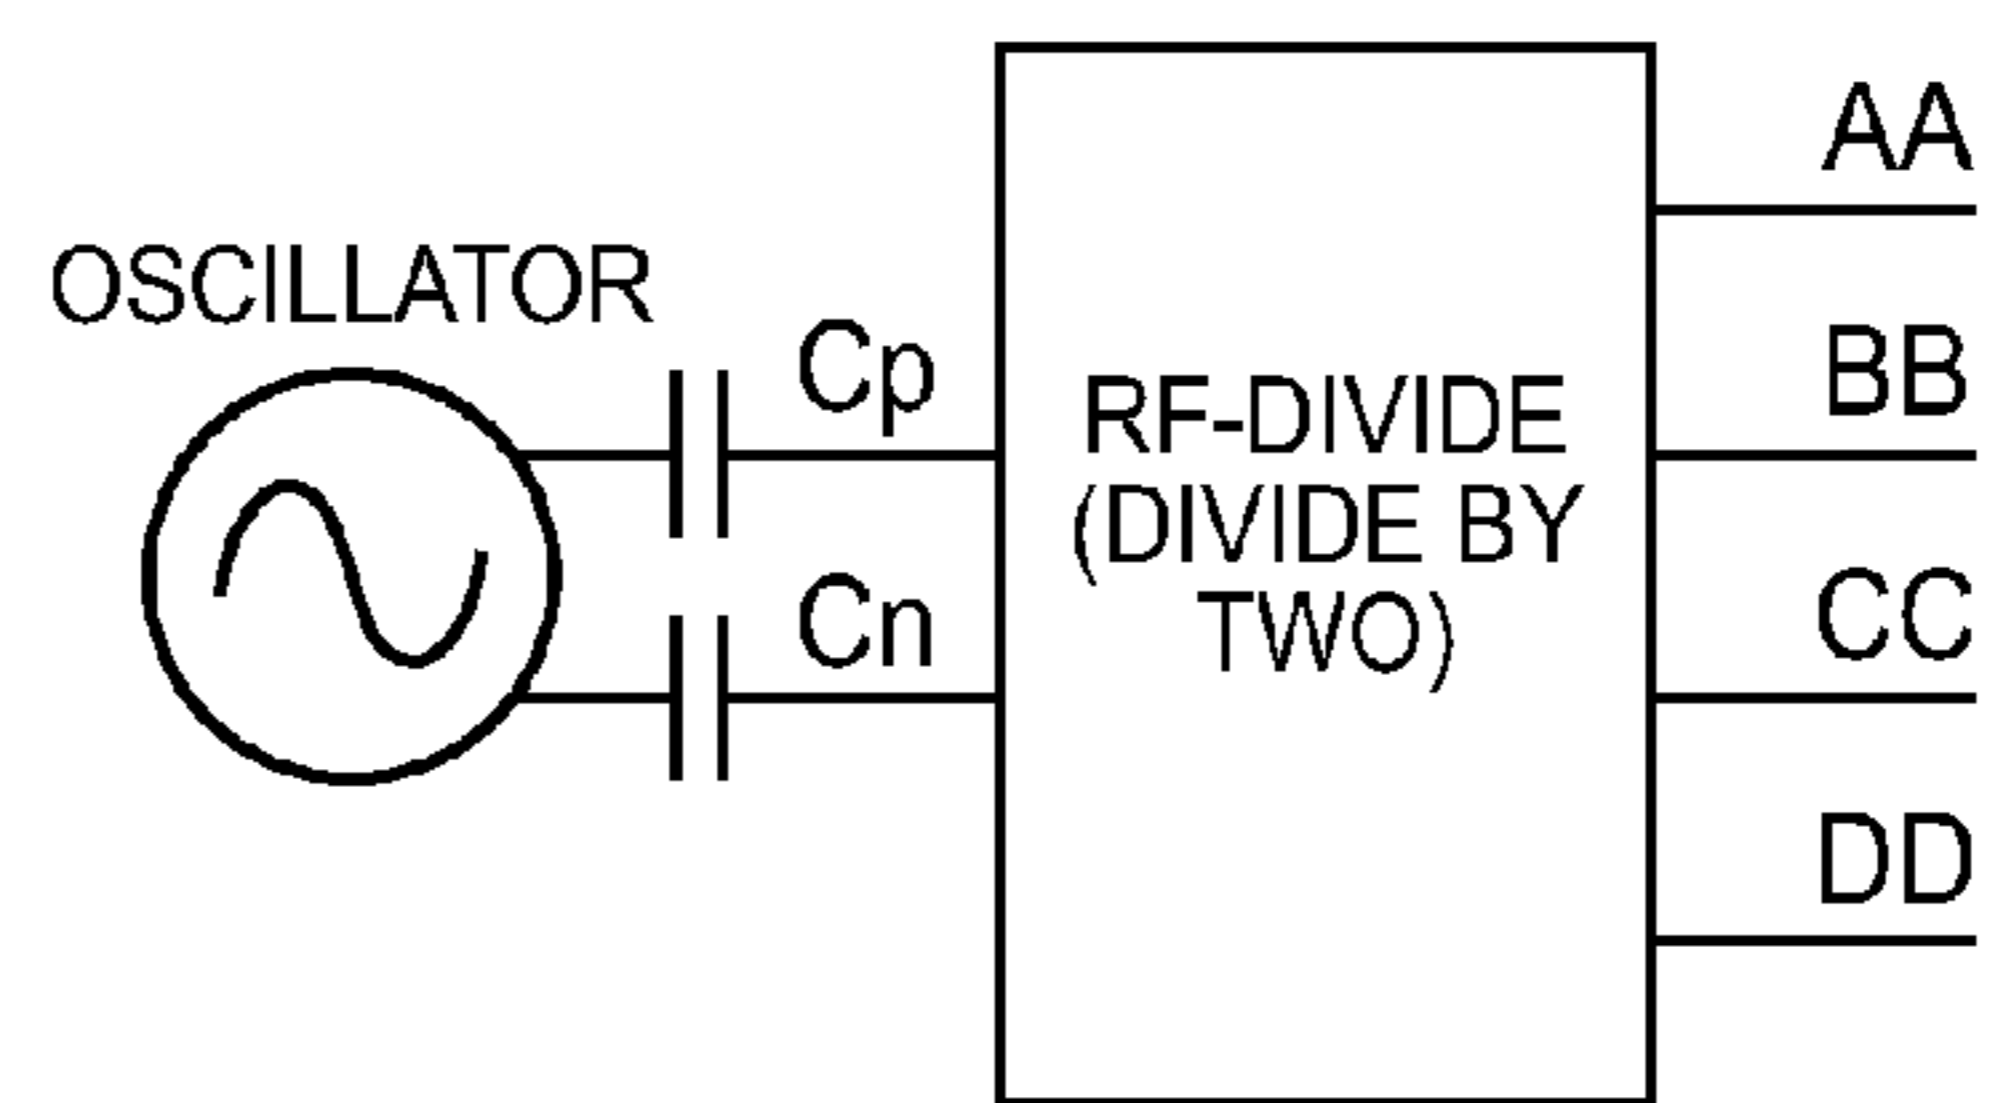 OSCILLATOR
Cp
Cn
RF-DIVIDE
(DIVIDE BY
TWO)
AA
BB
CC
DD